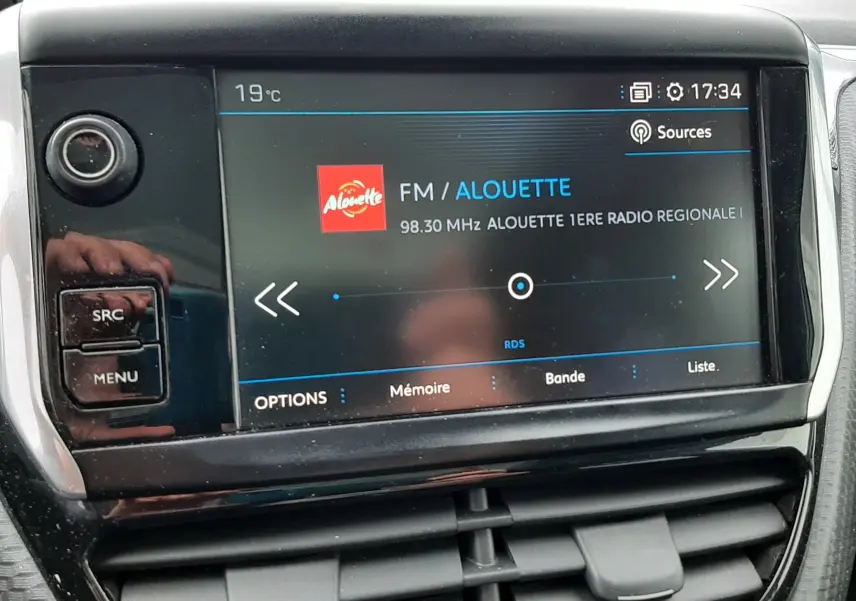 19°C 17:34
Sources
Alouette
FM / ALOUETTE
98.30 MHz ALOUETTE 1ERE RADIO REGIONALE
SRC
RDS
MENU
OPTIONS Mémoire Bande Liste